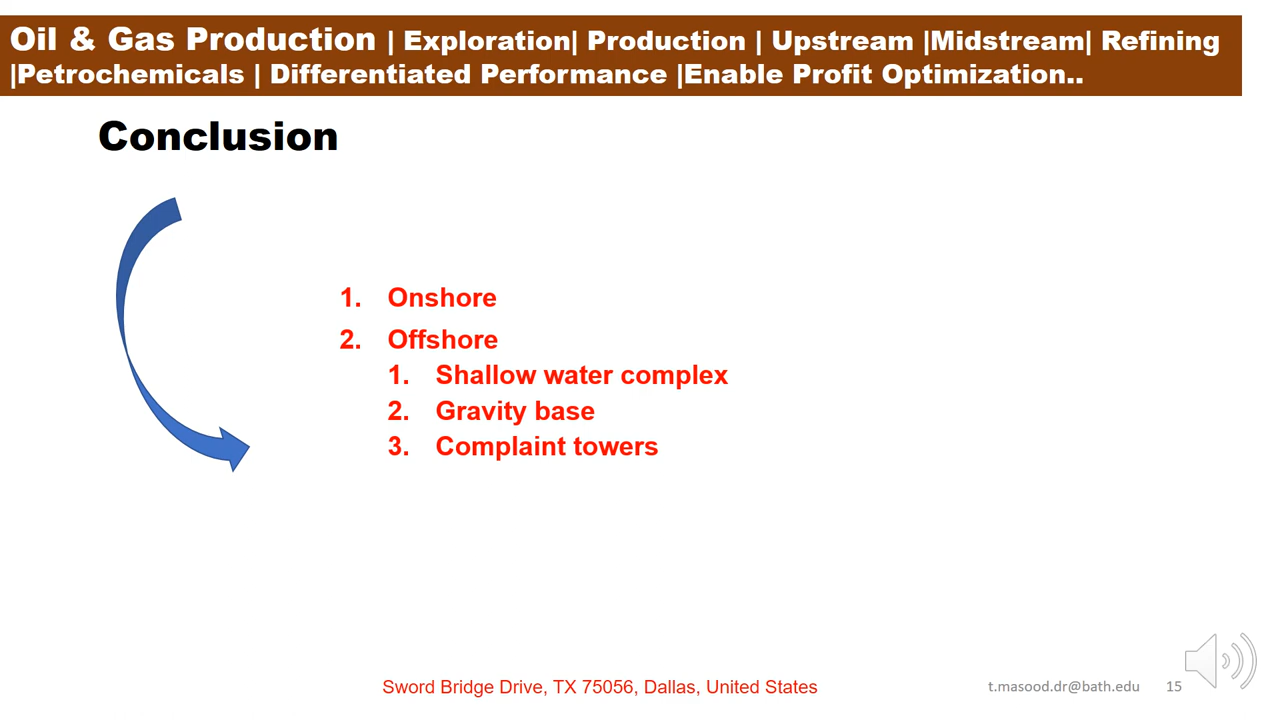 Oil & Gas Production | Exploration| Production | Upstream |Midstream| Refining
|Petrochemicals | Differentiated Performance |Enable Profit Optimization..
Conclusion
1. Onshore
2. Offshore
1. Shallow water complex
2. Gravity base
3. Complaint towers
Sword Bridge Drive, TX 75056, Dallas, United States
t.masood.dr@bath.edu
15